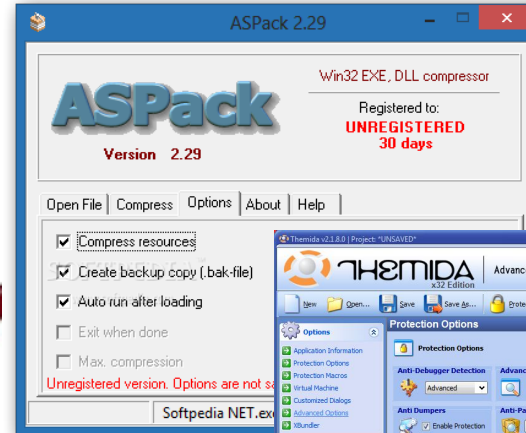 ASPack 2.29
ASPack
Version 2.29
Win32 EXE, DLL compressor
Registered to:
UNREGISTERED
30 days
Open File Compress Options About Help
Compress resources
Create backup copy (.bak-file)
Auto run after loading
Exit when done
Max. compression
Unregistered version. Options are not
Softpedia NET.ex
Themida v2.1.8.0 | Project: *UNSAVED*
THEMIDA
x32 Edition
New Open... Save Save As...
Options
Application Information
Protection Options
Protection Macros
Virtual Machine
Customized Dialogs
Advanced Options
XBundler
Protection Options
Protection Options
Anti-Debugger Detection
Advanced
Anti Dumpers
Enable Protection